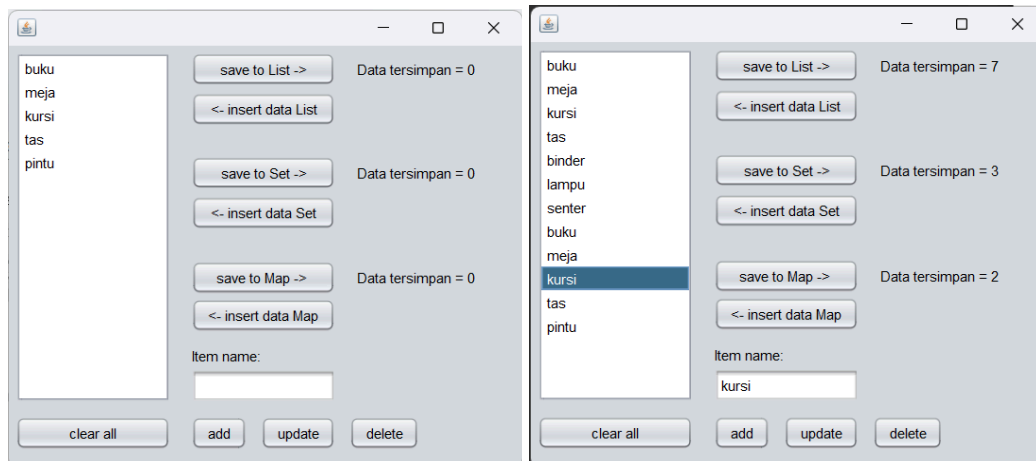 buku
meja
kursi
tas
pintu
save to List ->
Data tersimpan = 0
<- insert data List
save to Set ->
Data tersimpan = 0
<- insert data Set
save to Map ->
Data tersimpan = 0
<- insert data Map
Item name:
clear all
add
update
delete
buku
meja
kursi
tas
binder
lampu
senter
buku
meja
kursi
tas
pintu
save to List ->
Data tersimpan = 7
<- insert data List
save to Set ->
Data tersimpan = 3
<- insert data Set
save to Map ->
Data tersimpan = 2
<- insert data Map
Item name:
kursi
clear all
add
update
delete